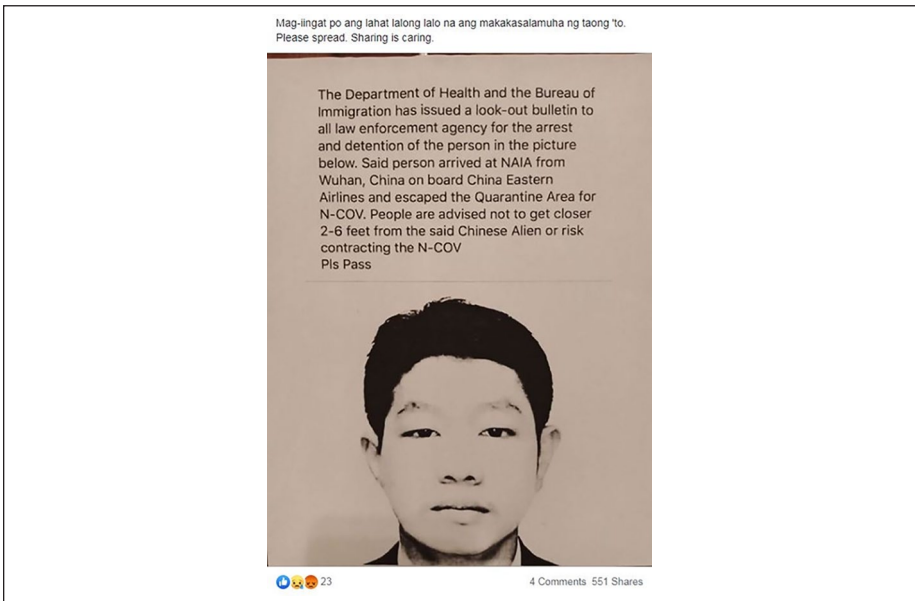 Mag-iingat po ang lahat lalong lalo na ang makakasalamuha ng taong 'to.
Please spread. Sharing is caring.
The Department of Health and the Bureau of
Immigration has issued a look-out bulletin to
all law enforcement agency for the arrest
and detention of the person in the picture
below. Said person arrived at NAIA from
Wuhan, China on board China Eastern
Airlines and escaped the Quarantine Area for
N-COV. People are advised not to get closer
2-6 feet from the said Chinese Alien or risk
contracting the N-COV
Pls Pass
23
4 Comments 551 Shares